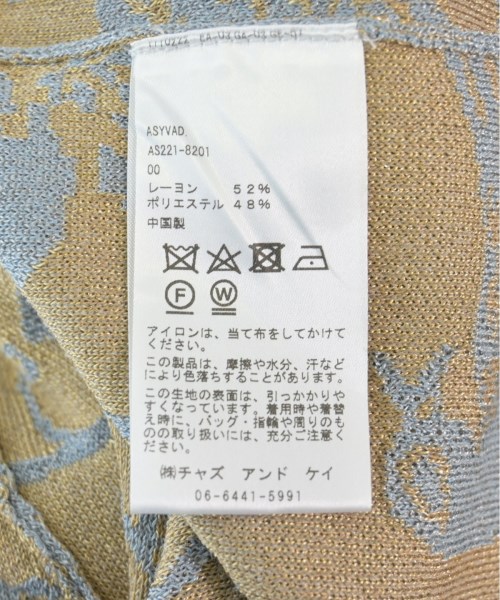 ASYVAD.
AS221-8201
00
レーヨン 52%
ポリエステル 48%
中国製
F W
アイロンは、当て布をしてかけて
ください。
この製品は、摩擦や水分、汗など
により色落ちすることがあります。
この生地の表面は、引っかかりや
すくなっています。着用時や着替
え時に、バッグ・指輪や周りのも
のの取り扱いには、充分ご注意く
ださい。
㈱チャズ アンド ケイ
06-6441-5991